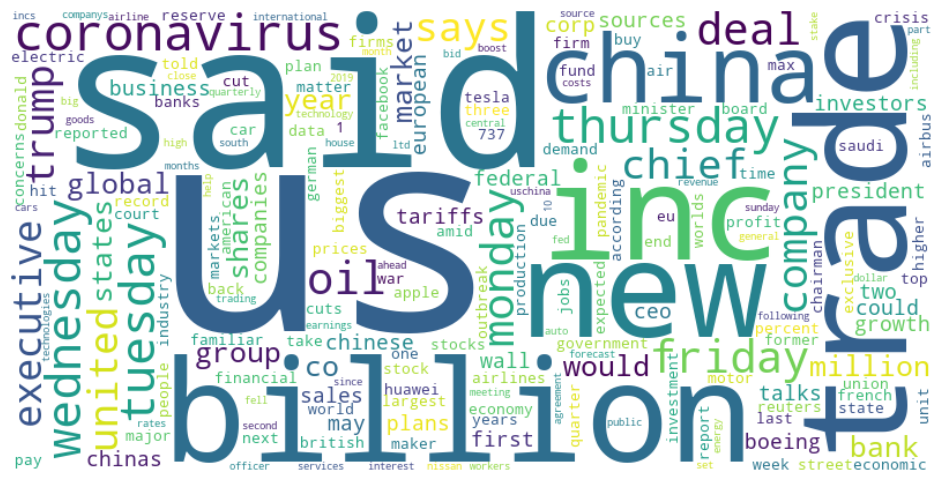 incs
companys
airline
reserve
international
coronavirus
says
corp
sources
source
deal
stake
crisis
part
firms
month
bid
boost
electric
told
close
plan
cut
firm
buy
air
max
including
trump
donald
big
business
banks
matter
quarterly
2019
technology
european
market
facebook
fund
costs
chinae
said
china
trade
goods
reported
year
car
data
1
tesla
three
central
737
minister
board
investors
concerns
high
south
house
ltd
thursday
demand
saudi
airbus
hit
months
global
record
court
cars
german
federal
chief
time
president
uschina
revenue
pandemic
according
eu
worlds
profit
sunday
company
help
us
biggest
tariffs
amid
inc
due
10
end
fed
general
higher
top
markets
american
shares
companies
prices
war
apple
monday
production
jobs
expected
dollar
chairman
exclusive
executive
wednesday
united states
tuesday
industry
back
trading
oil
ahead
cuts
earnings
outbreak
new
ceo
auto
following
percent
two
could
former
growth
technologies
familiar
take
chinese
stocks
government
forecast
friday
million
people
group
co
one
stock
wall
would
airlines
investment
motor
talks
union
french
state
unit
rates
financial
fell
since
huawei
meeting
agreement
economy
quarter
last
reuters
billion
sales
world
largest
years
first
public
energy
report
boeing
bank
major
next
second
may
british
maker
plans
pay
chinas
officer
services
interest
nissan
workers
set
week
street
economic